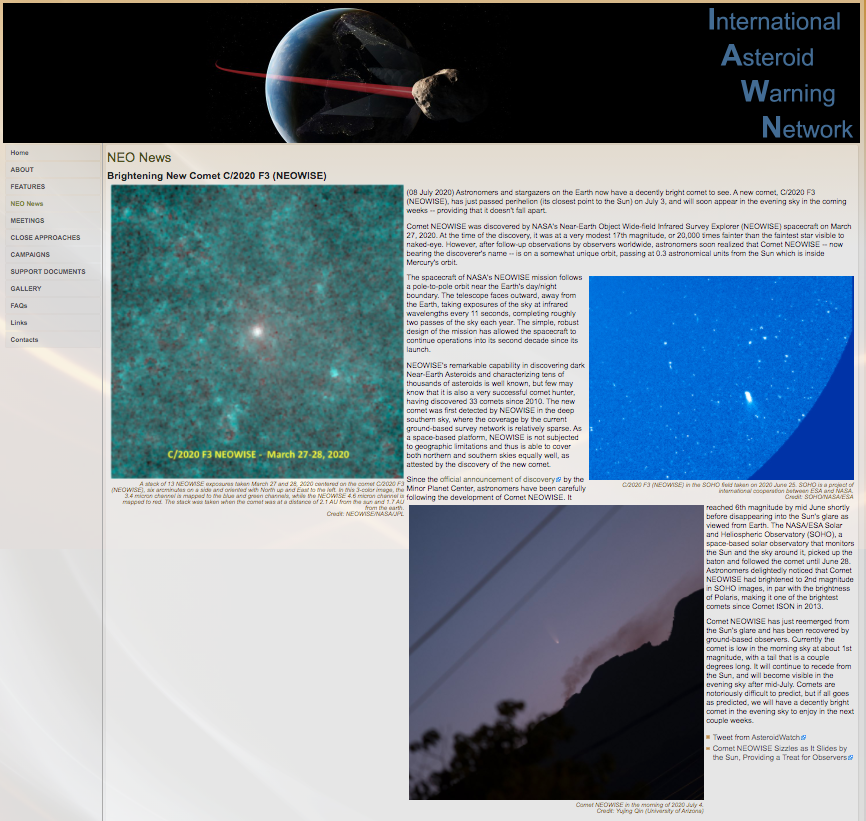 International
Asteroid
Warning
Network
Home
ABOUT
FEATURES
NEO News
MEETINGS
CLOSE APPROACHES
CAMPAIGNS
SUPPORT DOCUMENTS
GALLERY
FAQs
Links
Contacts
NEO News
Brightening New Comet C/2020 F3 (NEOWISE)
C/2020 F3 NEOWISE - March 27-28, 2020
A stack of 13 NEOWISE exposures taken March 27 and 28, 2020 centered on the comet C/2020 F3
(NEOWISE), six arcminutes on a side and oriented with North up and East to the left. In this 3-color image, the
3.4 micron channel is mapped to the blue and green channels, while the NEOWISE 4.6 micron channel is
mapped to red. The stack was taken when the comet was at a distance of 2.1 AU from the sun and 1.7 AU
from the earth.
Credit: NEOWISE/NASA/JPL
(08 July 2020) Astronomers and stargazers on the Earth now have a decently bright comet to see. A new comet, C/2020 F3
(NEOWISE), has just passed perihelion (its closest point to the Sun) on July 3, and will soon appear in the evening sky in the coming
weeks -- providing that it doesn't fall apart.
Comet NEOWISE was discovered by NASA's Near-Earth Object Wide-field Infrared Survey Explorer (NEOWISE) spacecraft on March
27, 2020. At the time of the discovery, it was at a very modest 17th magnitude, or 20,000 times fainter than the faintest star visible to
naked-eye. However, after follow-up observations by observers worldwide, astronomers soon realized that Comet NEOWISE -- now
bearing the discoverer's name -- is on a somewhat unique orbit, passing at 0.3 astronomical units from the Sun which is inside
Mercury's orbit.
The spacecraft of NASA's NEOWISE mission follows
a pole-to-pole orbit near the Earth's day/night
boundary. The telescope faces outward, away from
the Earth, taking exposures of the sky at infrared
wavelengths every 11 seconds, completing roughly
two passes of the sky each year. The simple, robust
design of the mission has allowed the spacecraft to
continue operations into its second decade since its
launch.
NEOWISE's remarkable capability in discovering dark
Near-Earth Asteroids and characterizing tens of
thousands of asteroids is well known, but few may
know that it is also a very successful comet hunter,
having discovered 33 comets since 2010. The new
comet was first detected by NEOWISE in the deep
southern sky, where the coverage by the current
ground-based survey network is relatively sparse. As
a space-based platform, NEOWISE is not subjected
to geographic limitations and thus is able to cover
both northern and southern skies equally well, as
attested by the discovery of the new comet.
C/2020 F3 (NEOWISE) in the SOHO field taken on 2020 June 25. SOHO is a project of
international cooperation between ESA and NASA.
Credit: SOHO/NASA/ESA
Since the official announcement of discovery by the
Minor Planet Center, astronomers have been carefully
following the development of Comet NEOWISE. It
reached 6th magnitude by mid June shortly
before disappearing into the Sun's glare as
viewed from Earth. The NASA/ESA Solar
and Heliospheric Observatory (SOHO), a
space-based solar observatory that monitors
the Sun and the sky around it, picked up the
baton and followed the comet until June 28.
Astronomers delightedly noticed that Comet
NEOWISE had brightened to 2nd magnitude
in SOHO images, in par with the brightness
of Polaris, making it one of the brightest
comets since Comet ISON in 2013.
Comet NEOWISE has just reemerged from
the Sun's glare and has been recovered by
ground-based observers. Currently the
comet is low in the morning sky at about 1st
magnitude, with a tail that is a couple
degrees long. It will continue to recede from
the Sun, and will become visible in the
evening sky after mid-July. Comets are
notoriously difficult to predict, but if all goes
as predicted, we will have a decently bright
comet in the evening sky to enjoy in the next
couple weeks.
Tweet from AsteroidWatch
Comet NEOWISE Sizzles as It Slides by
the Sun, Providing a Treat for Observers
Comet NEOWISE in the morning of 2020 July 4.
Credit: Yujing Qin (University of Arizona)